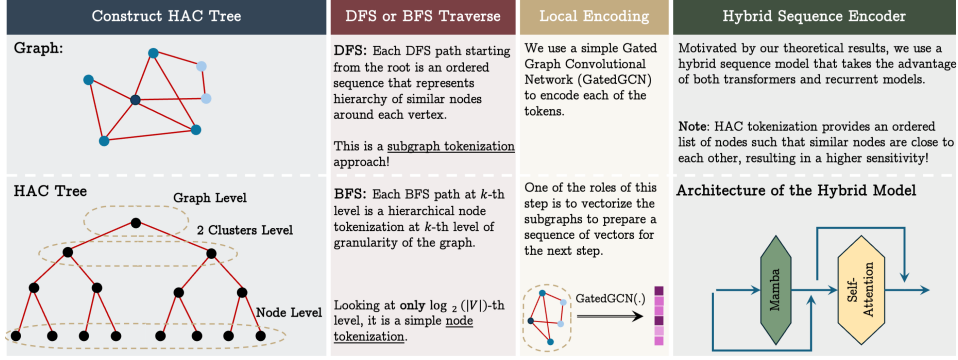 Construct HAC Tree
Graph:
HAC Tree
Graph Level
2 Clusters Level
Node Level
DFS or BFS Traverse
DFS: Each DFS path starting
from the root is an ordered
sequence that represents
hierarchy of similar nodes
around each vertex.
This is a subgraph tokenization
approach!
BFS: Each BFS path at k-th
level is a hierarchical node
tokenization at k-th level of
granularity of the graph.
Looking at only log 2 (|V|)-th
level, it is a simple node
tokenization.
Local Encoding
We use a simple Gated
Graph Convolutional
Network (GatedGCN)
to encode each of the
tokens.
One of the roles of this
step is to vectorize the
subgraphs to prepare a
sequence of vectors for
the next step.
GatedGCN(.)
Hybrid Sequence Encoder
Motivated by our theoretical results, we use a
hybrid sequence model that takes the advantage
of both transformers and recurrent models.
Note: HAC tokenization provides an ordered
list of nodes such that similar nodes are close to
each other, resulting in a higher sensitivity!
Architecture of the Hybrid Model
Mamba
Self-
Attention